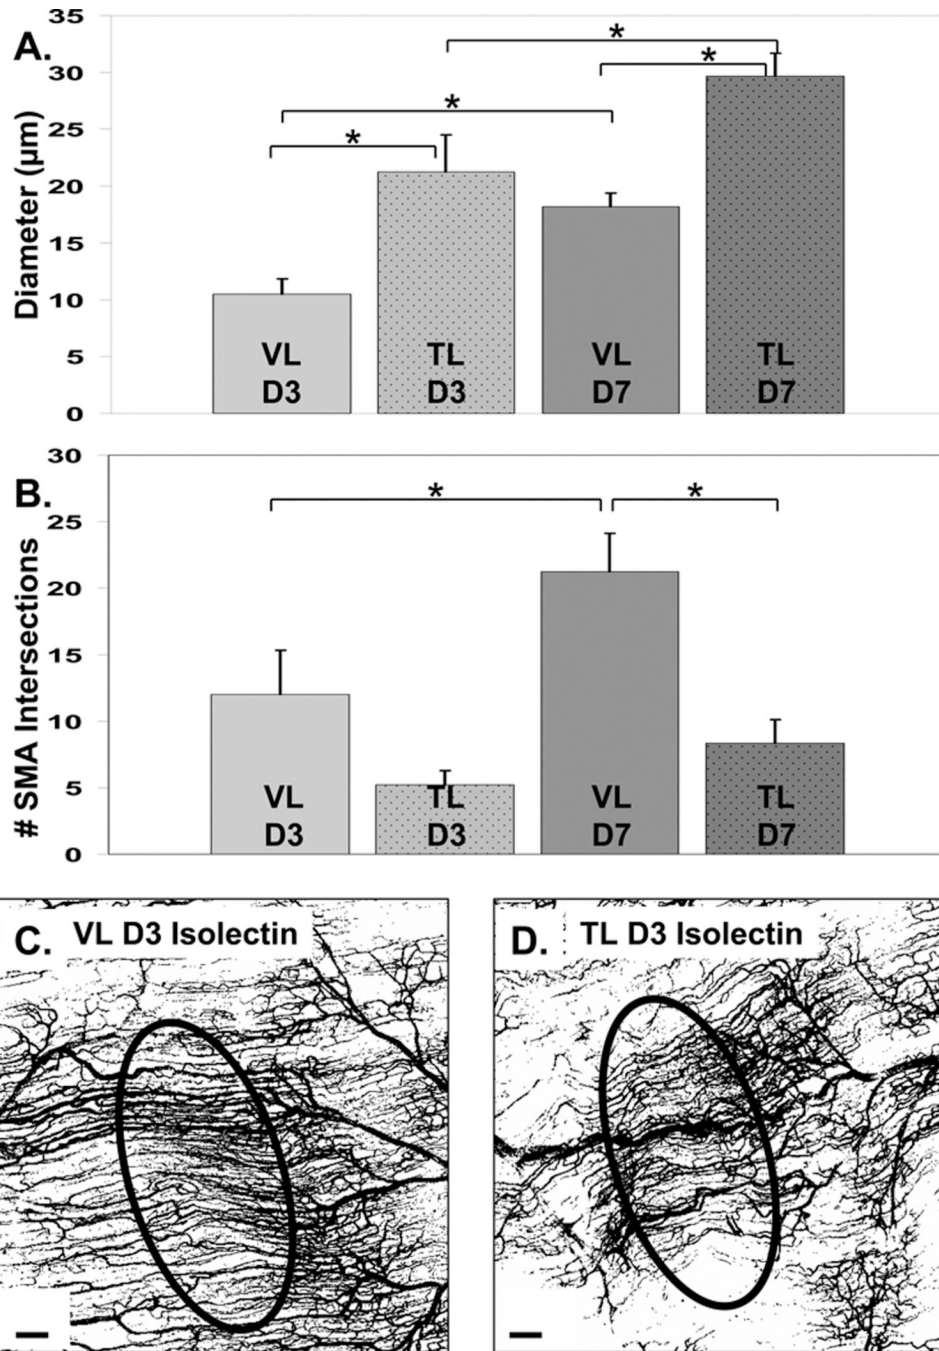 A.
Diameter (µm)
35
30
25
20
15
10
5
0
*
*
*
*
VL
D3
TL
D3
VL
D7
TL
D7
B.
# SMA Intersections
30
25
20
15
10
5
0
*
*
VL
D3
TL
D3
VL
D7
TL
D7
C. VL D3 Isolectin
D. TL D3 Isolectin